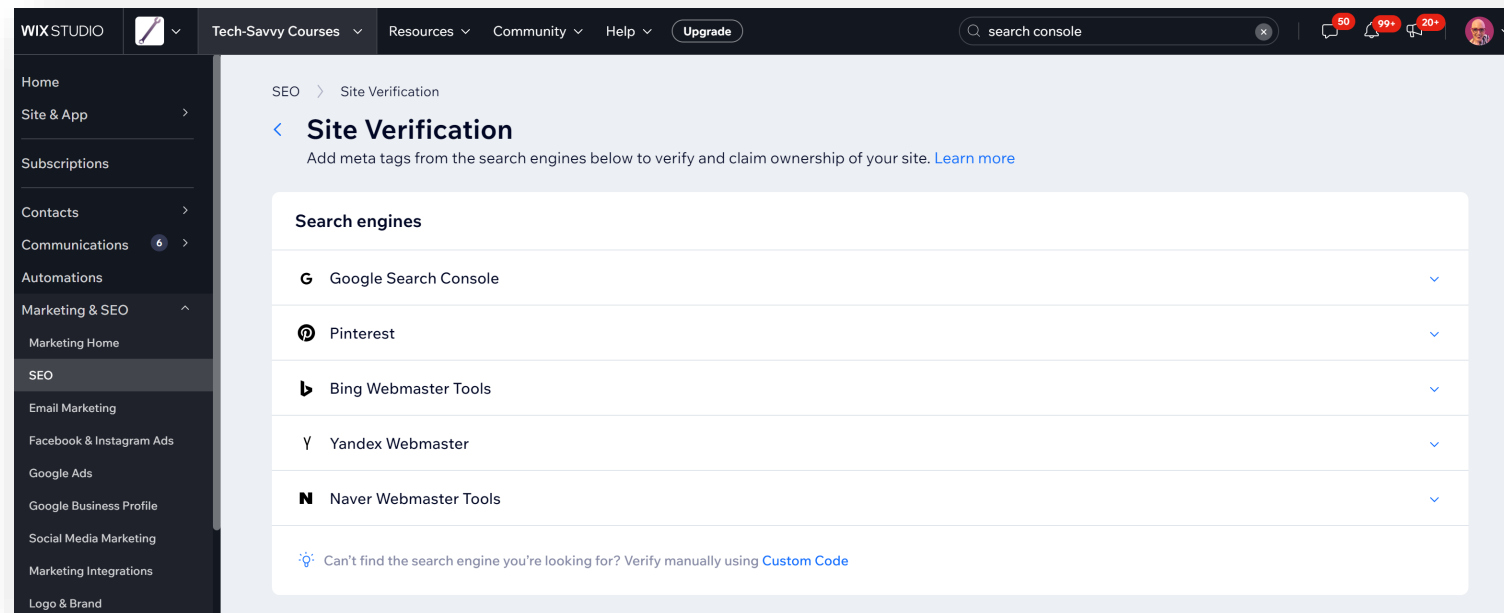 WIX STUDIO
Tech-Savvy Courses
Resources
Community
Help
Upgrade
search console
50
99+
20+
Home
Site & App
Subscriptions
Contacts
Communications 6
Automations
Marketing & SEO
Marketing Home
SEO
Email Marketing
Facebook & Instagram Ads
Google Ads
Google Business Profile
Social Media Marketing
Marketing Integrations
Logo & Brand
SEO > Site Verification
Site Verification
Add meta tags from the search engines below to verify and claim ownership of your site. Learn more
Search engines
Google Search Console
Pinterest
Bing Webmaster Tools
Yandex Webmaster
Naver Webmaster Tools
Can't find the search engine you're looking for? Verify manually using Custom Code